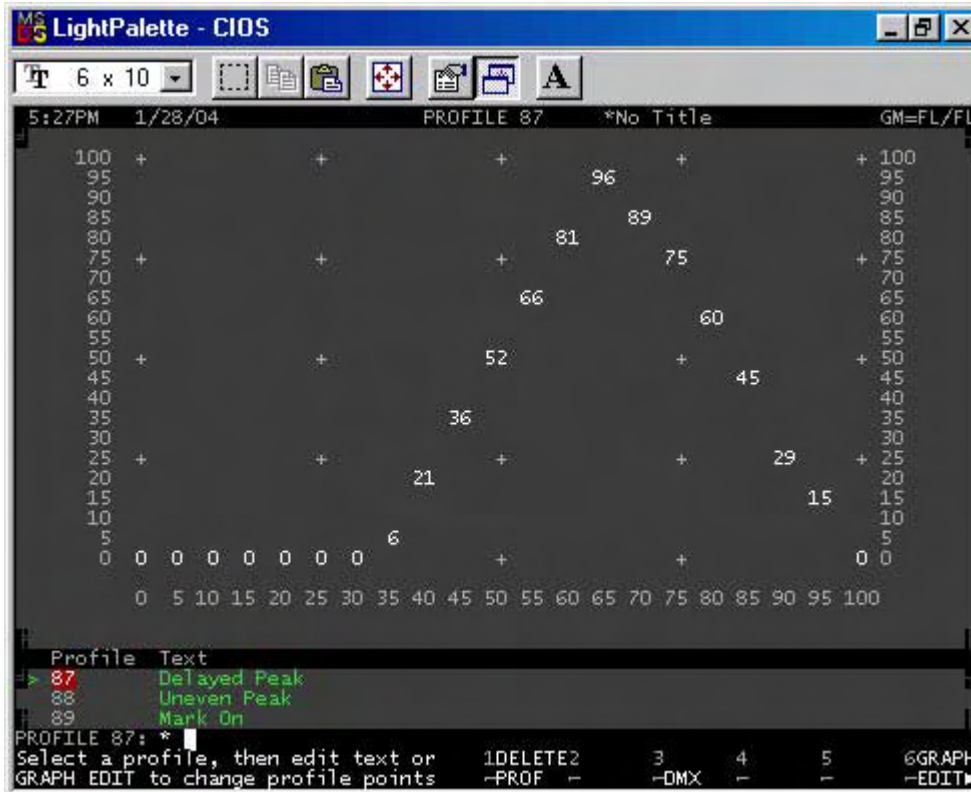 LightPalette - CIOS
6 x 10
5:27PM 1/28/04 PROFILE 87 *No Title GM=FL/FL
100 + + + + + 100
95 96 95
90 90
85 89 85
80 81 80
75 + + + 75 + 75
70 70
65 66 65
60 60 60
55 55
50 + + 52 + + 50
45 45 45
40 40
35 36 35
30 30
25 + + + + 29 + 25
20 21 20
15 15 15
10 10
5 6 5
0 0 0 0 0 0 0 0 + + 0 0
0 5 10 15 20 25 30 35 40 45 50 55 60 65 70 75 80 85 90 95 100
Profile Text
> 87 Delayed Peak
88 Uneven Peak
89 Mark On
PROFILE 87: *
Select a profile, then edit text or 1DELETE2 3 4 5 6GRAPH
GRAPH EDIT to change profile points PROF DMX EDIT